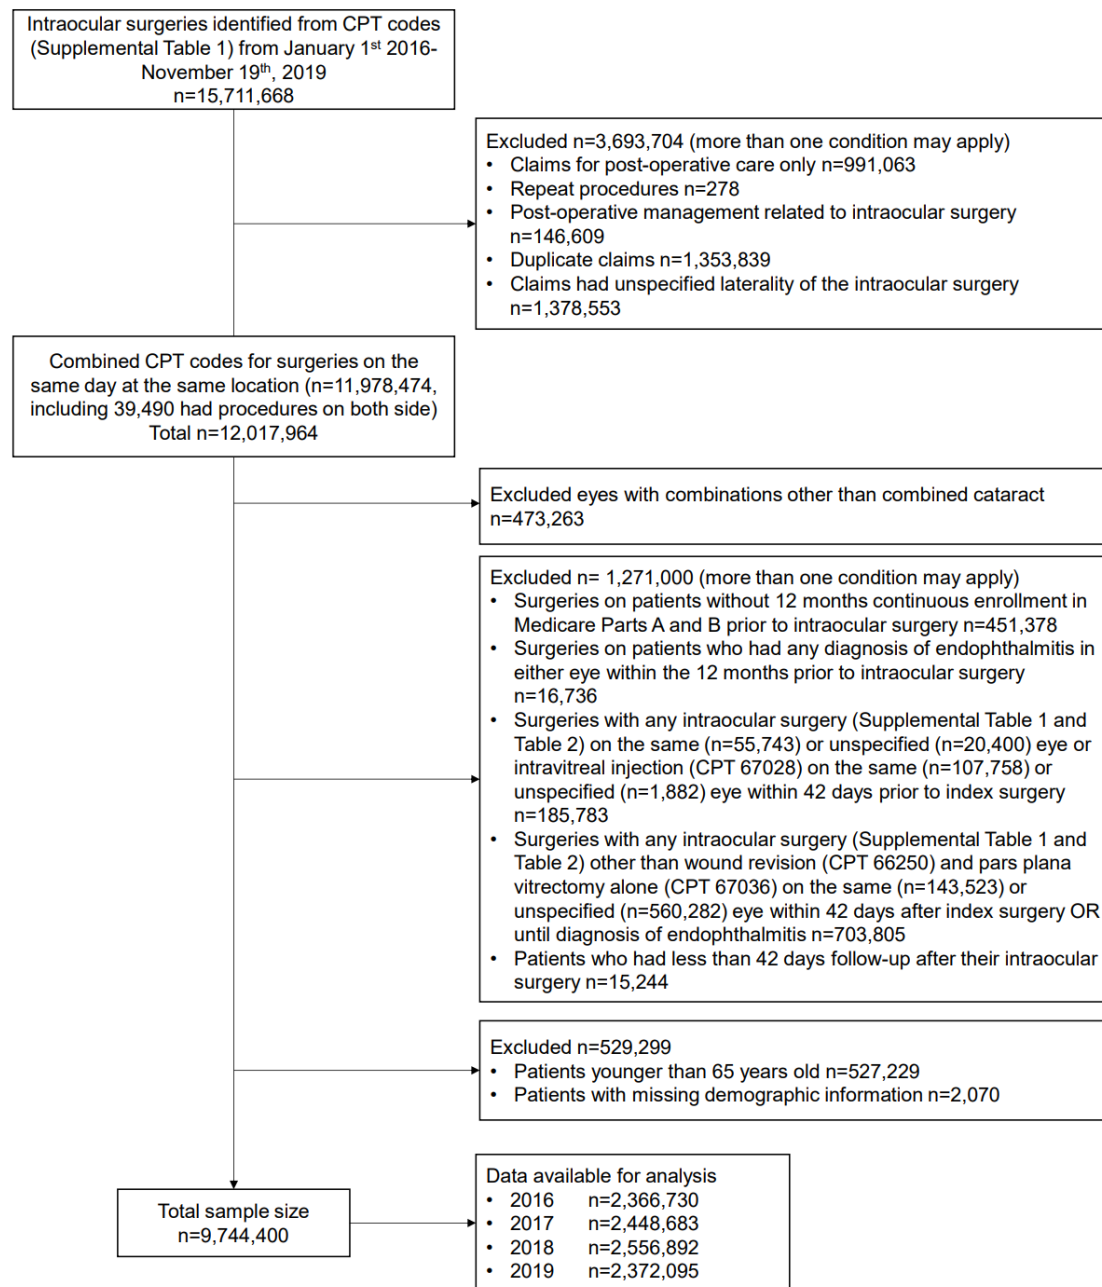 Intraocular surgeries identified from CPT codes
(Supplemental Table 1) from January 1st 2016-
November 19th, 2019
n=15,711,668
Excluded n=3,693,704 (more than one condition may apply)
• Claims for post-operative care only n=991,063
• Repeat procedures n=278
• Post-operative management related to intraocular surgery
n=146,609
• Duplicate claims n=1,353,839
• Claims had unspecified laterality of the intraocular surgery
n=1,378,553
Combined CPT codes for surgeries on the
same day at the same location (n=11,978,474,
including 39,490 had procedures on both side)
Total n=12,017,964
Excluded eyes with combinations other than combined cataract
n=473,263
Excluded n= 1,271,000 (more than one condition may apply)
• Surgeries on patients without 12 months continuous enrollment in
Medicare Parts A and B prior to intraocular surgery n=451,378
• Surgeries on patients who had any diagnosis of endophthalmitis in
either eye within the 12 months prior to intraocular surgery
n=16,736
• Surgeries with any intraocular surgery (Supplemental Table 1 and
Table 2) on the same (n=55,743) or unspecified (n=20,400) eye or
intravitreal injection (CPT 67028) on the same (n=107,758) or
unspecified (n=1,882) eye within 42 days prior to index surgery
n=185,783
• Surgeries with any intraocular surgery (Supplemental Table 1 and
Table 2) other than wound revision (CPT 66250) and pars plana
vitrectomy alone (CPT 67036) on the same (n=143,523) or
unspecified (n=560,282) eye within 42 days after index surgery OR
until diagnosis of endophthalmitis n=703,805
• Patients who had less than 42 days follow-up after their intraocular
surgery n=15,244
Excluded n=529,299
• Patients younger than 65 years old n=527,229
• Patients with missing demographic information n=2,070
Total sample size
n=9,744,400
Data available for analysis
• 2016 n=2,366,730
• 2017 n=2,448,683
• 2018 n=2,556,892
• 2019 n=2,372,095